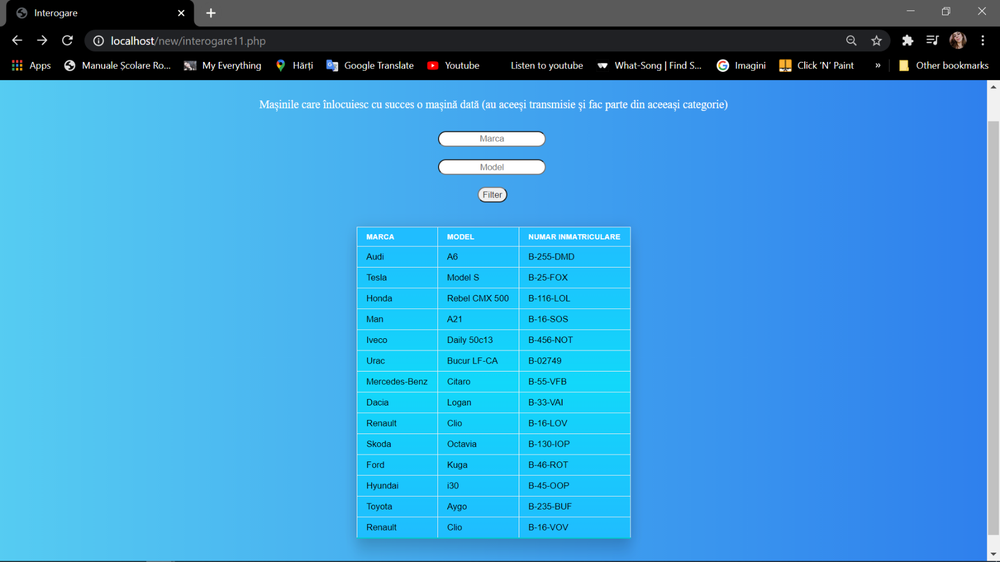 Interogare
localhost/new/interogare11.php
Apps Manuale Școlare Ro... My Everything Hărți Google Translate Youtube Listen to youtube What-Song | Find S... Imagini Click 'N' Paint » Other bookmarks
Mașinile care înlocuiesc cu succes o mașină dată (au aceeși transmisie și fac parte din aceeași categorie)
Marca
Model
Filter
MARCA MODEL NUMAR INMATRICULARE
Audi A6 B-255-DMD
Tesla Model S B-25-FOX
Honda Rebel CMX 500 B-116-LOL
Man A21 B-16-SOS
Iveco Daily 50c13 B-456-NOT
Urac Bucur LF-CA B-02749
Mercedes-Benz Citaro B-55-VFB
Dacia Logan B-33-VAI
Renault Clio B-16-LOV
Skoda Octavia B-130-IOP
Ford Kuga B-46-ROT
Hyundai i30 B-45-OOP
Toyota Aygo B-235-BUF
Renault Clio B-16-VOV